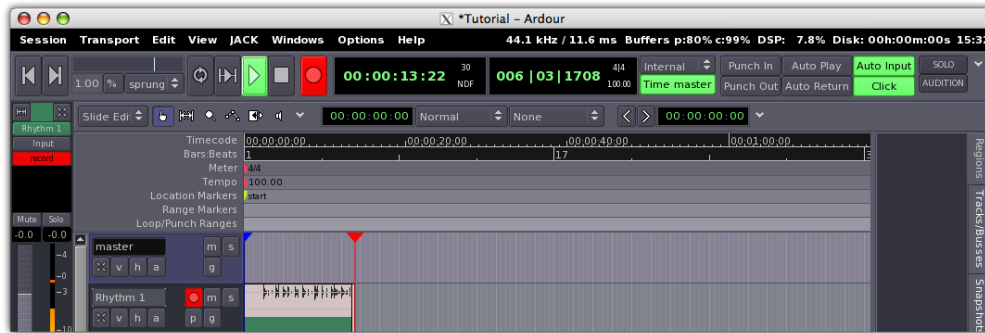 X *Tutorial – Ardour
Session Transport Edit View JACK Windows Options Help 44.1 kHz / 11.6 ms Buffers p:80% c:99% DSP: 7.8% Disk: 00h:00m:00s 15:32
1.00 % sprung
00:00:13:22 30 NDF
006|03|1708 4|4 100.00
Internal Punch In Auto Play Auto Input SOLO
Time master Punch Out Auto Return Click AUDITION
Slide Edit 00:00:00:00 Normal None 00:00:00:00
Rhythm 1
Input
record
Timecode 00:00:00:00 00:00:20:00 00:00:40:00 00:01:00:00
Bars:Beats 1 17 3
Meter 4/4
Tempo 100.00
Location Markers start
Range Markers
Loop/Punch Ranges
Mute Solo
-0.0 -0.0
-4
-0
-3
-10
master m s
v h a g
Rhythm 1 m s
v h a p g
Regions
Tracks/Busses
Snapshots